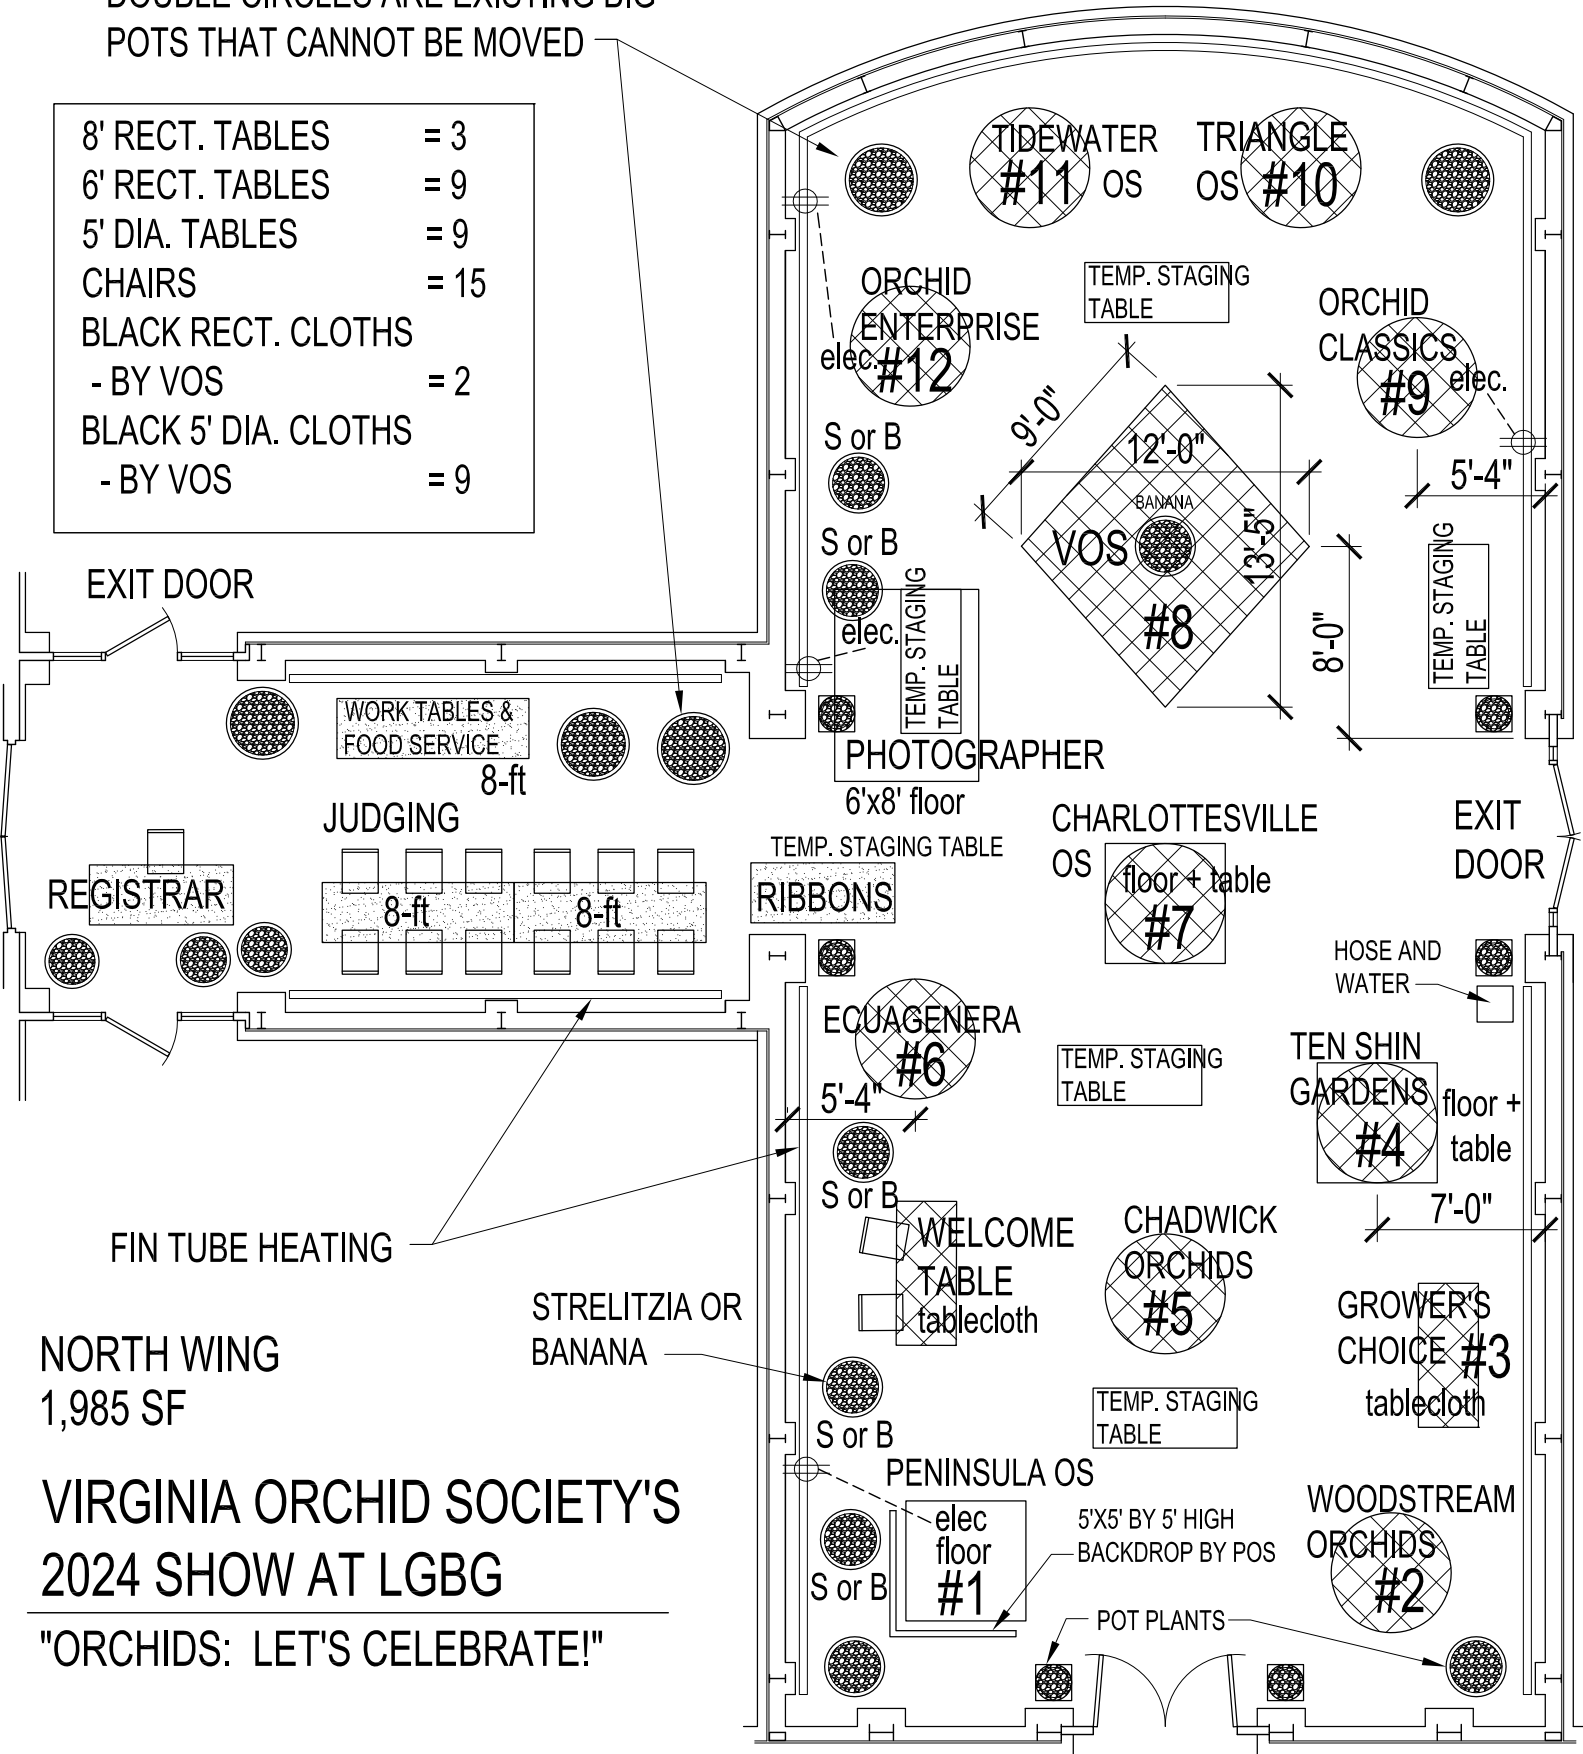 DOUBLE CIRCLES ARE EXISTING BIG
POTS THAT CANNOT BE MOVED
8' RECT. TABLES = 3
6' RECT. TABLES = 9
5' DIA. TABLES = 9
CHAIRS = 15
BLACK RECT. CLOTHS
- BY VOS = 2
BLACK 5' DIA. CLOTHS
- BY VOS = 9
TIDEWATER
#11 OS
TRIANGLE
OS #10
ORCHID
ENTERPRISE
elec. #12
TEMP. STAGING
TABLE
ORCHID
CLASSICS
#9 elec.
9'-0"
12'-0"
13'-5"
5'-4"
8'-0"
BANANA
VOS
#8
S or B
S or B
elec.
TEMP. STAGING
TABLE
TEMP. STAGING
TABLE
EXIT DOOR
WORK TABLES &
FOOD SERVICE
8-ft
JUDGING
REGISTRAR
8-ft
8-ft
PHOTOGRAPHER
6'x8' floor
TEMP. STAGING TABLE
RIBBONS
CHARLOTTESVILLE
OS
floor + table
#7
EXIT
DOOR
HOSE AND
WATER
ECUAGENERA
#6
5'-4"
TEMP. STAGING
TABLE
TEN SHIN
GARDENS
#4
floor +
table
7'-0"
S or B
WELCOME
TABLE
tablecloth
CHADWICK
ORCHIDS
#5
GROWER'S
CHOICE #3
tablecloth
FIN TUBE HEATING
STRELITZIA OR
BANANA
S or B
TEMP. STAGING
TABLE
NORTH WING
1,985 SF
PENINSULA OS
elec
floor
#1
5'X5' BY 5' HIGH
BACKDROP BY POS
WOODSTREAM
ORCHIDS
#2
S or B
POT PLANTS
VIRGINIA ORCHID SOCIETY'S
2024 SHOW AT LGBG
"ORCHIDS: LET'S CELEBRATE!"